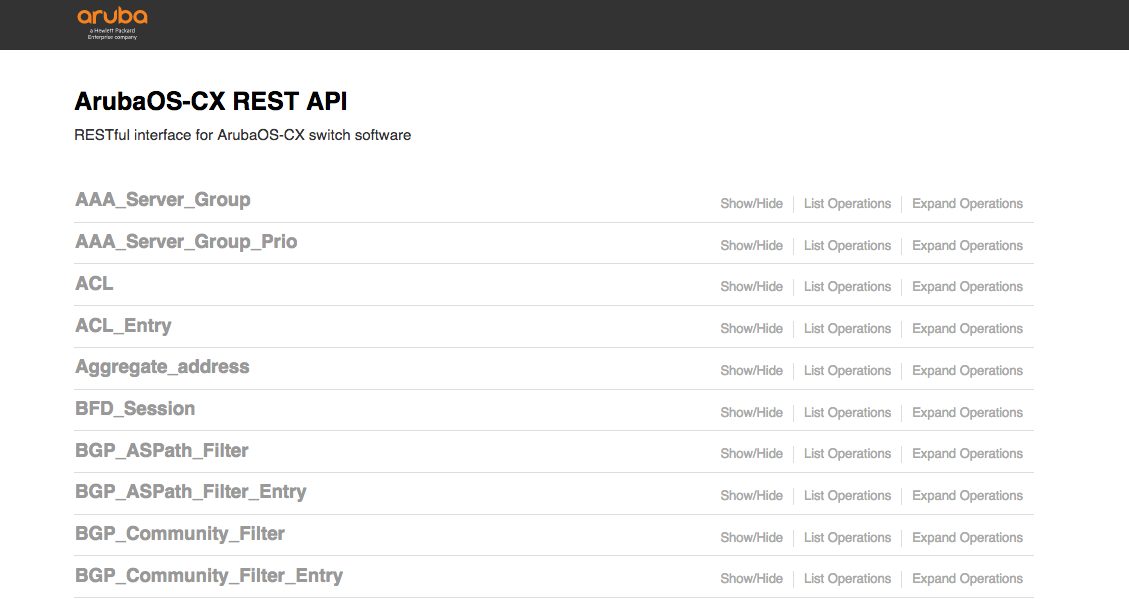 aruba
a Hewlett Packard
Enterprise company
ArubaOS-CX REST API
RESTful interface for ArubaOS-CX switch software
AAA_Server_Group Show/Hide List Operations Expand Operations
AAA_Server_Group_Prio Show/Hide List Operations Expand Operations
ACL Show/Hide List Operations Expand Operations
ACL_Entry Show/Hide List Operations Expand Operations
Aggregate_address Show/Hide List Operations Expand Operations
BFD_Session Show/Hide List Operations Expand Operations
BGP_ASPath_Filter Show/Hide List Operations Expand Operations
BGP_ASPath_Filter_Entry Show/Hide List Operations Expand Operations
BGP_Community_Filter Show/Hide List Operations Expand Operations
BGP_Community_Filter_Entry Show/Hide List Operations Expand Operations